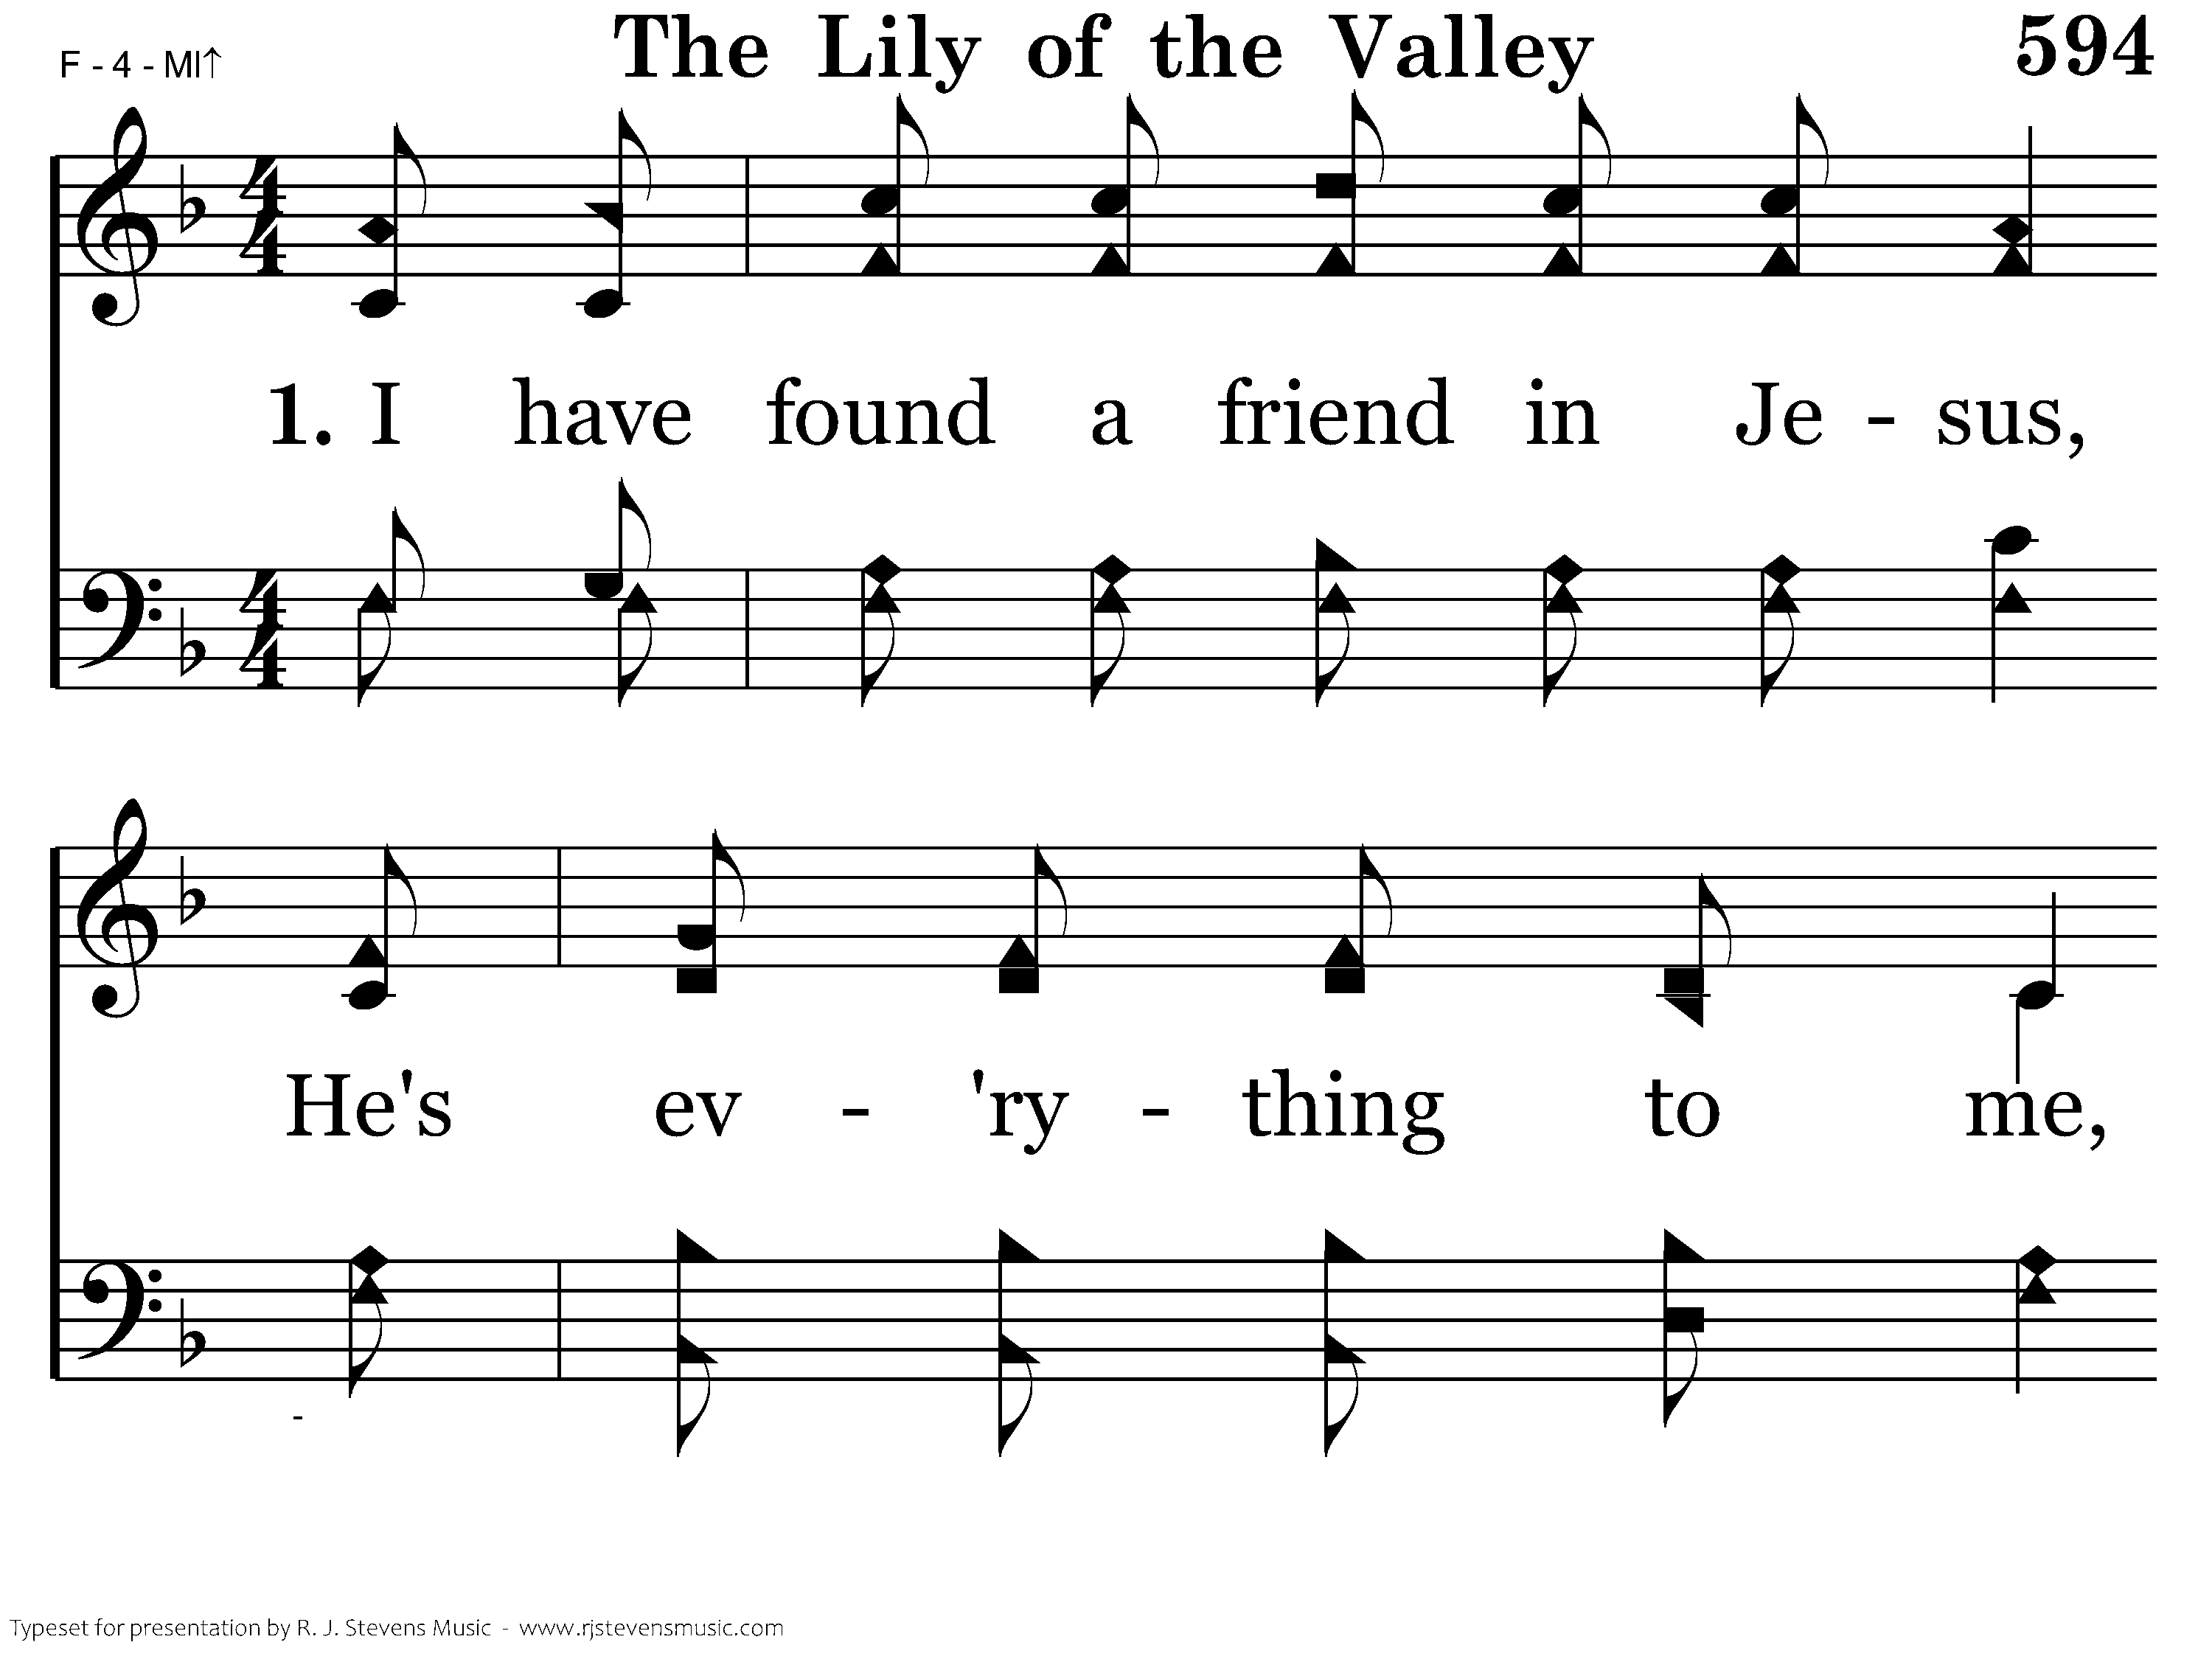 F - 4 - MI↑ The Lily of the Valley 594
1. I have found a friend in Je - sus,
He's ev - 'ry - thing to me,
-
Typeset for presentation by R. J. Stevens Music - www.rjstevensmusic.com